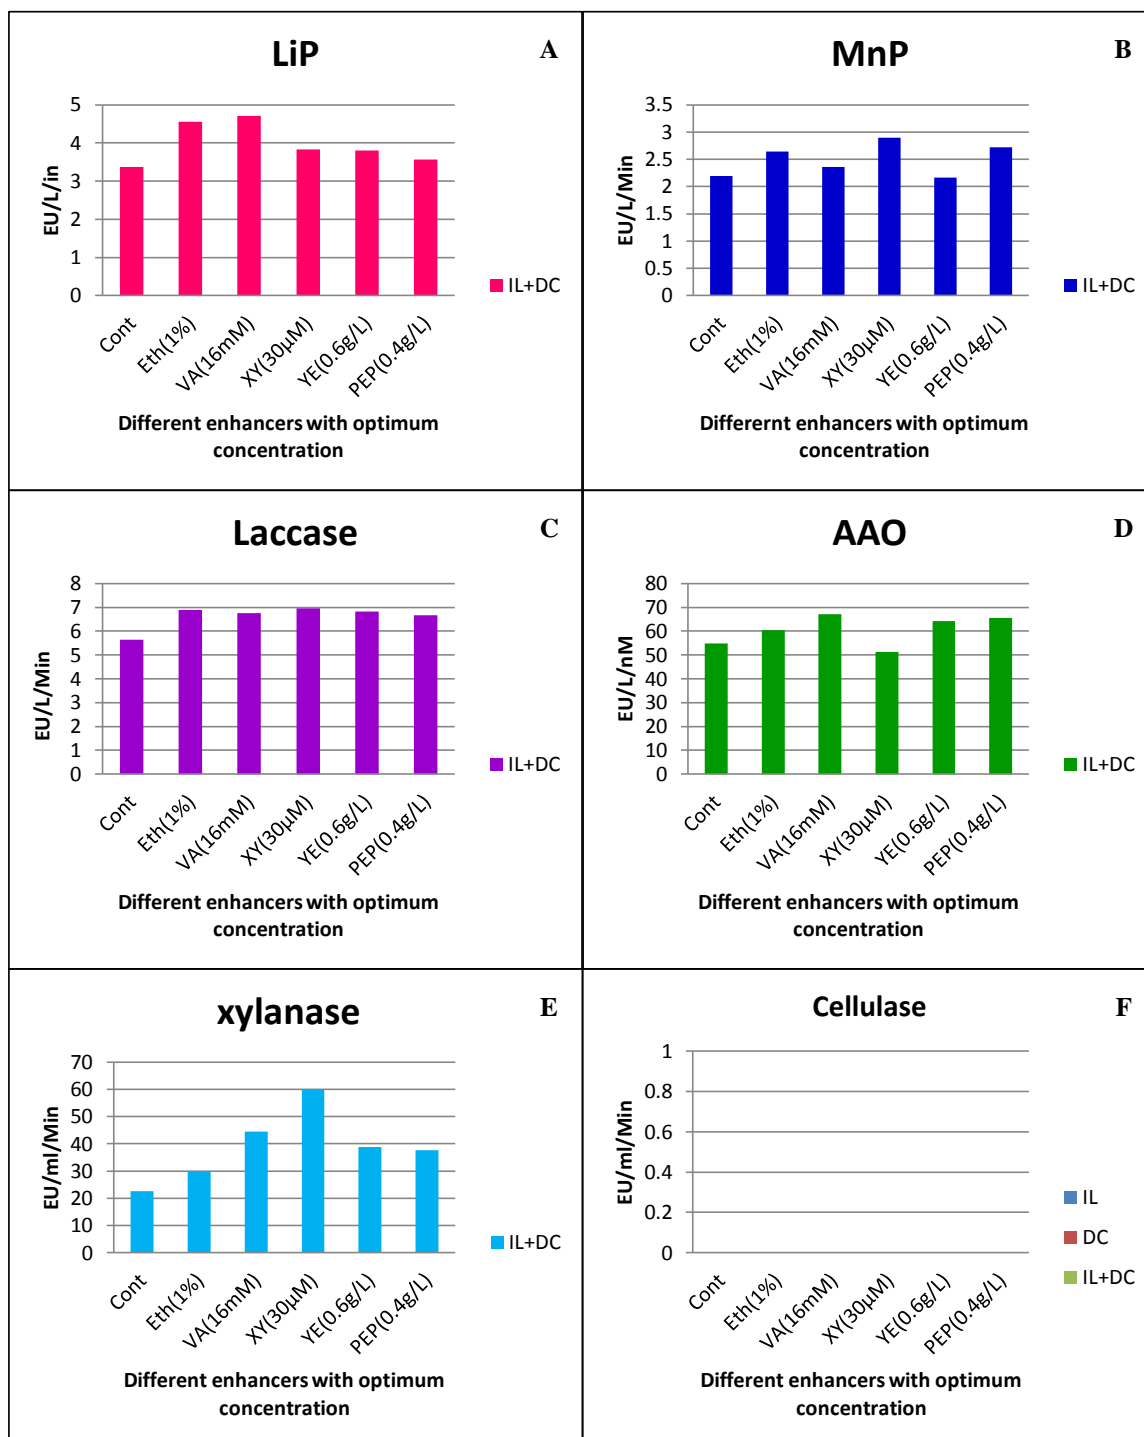 LiP
A
5
4
3
2
1
0
EU/L/in
IL+DC
Cont
Eth(1%)
VA(16mM)
XY(30µM)
YE(0.6g/L)
PEP(0.4g/L)
Different enhancers with optimum
concentration
MnP
B
3.5
3
2.5
2
1.5
1
0.5
0
EU/L/Min
IL+DC
Cont
Eth(1%)
VA(16mM)
XY(30µM)
YE(0.6g/L)
PEP(0.4g/L)
Differernt enhancers with optimum
concentration
Laccase
C
8
7
6
5
4
3
2
1
0
EU/L/Min
IL+DC
Cont
Eth(1%)
VA(16mM)
XY(30µM)
YE(0.6g/L)
PEP(0.4g/L)
Different enhancers with optimum
concentration
AAO
D
80
70
60
50
40
30
20
10
0
EU/L/nM
IL+DC
Cont
Eth(1%)
VA(16mM)
XY(30µM)
YE(0.6g/L)
PEP(0.4g/L)
Different enhancers with optimum
concentration
xylanase
E
70
60
50
40
30
20
10
0
EU/ml/Min
IL+DC
Cont
Eth(1%)
VA(16mM)
XY(30µM)
YE(0.6g/L)
PEP(0.4g/L)
Different enhancers with optimum
concentration
Cellulase
F
1
0.8
0.6
0.4
0.2
0
EU/ml/Min
IL
DC
IL+DC
Cont
Eth(1%)
VA(16mM)
XY(30µM)
YE(0.6g/L)
PEP(0.4g/L)
Different enhancers with optimum
concentration